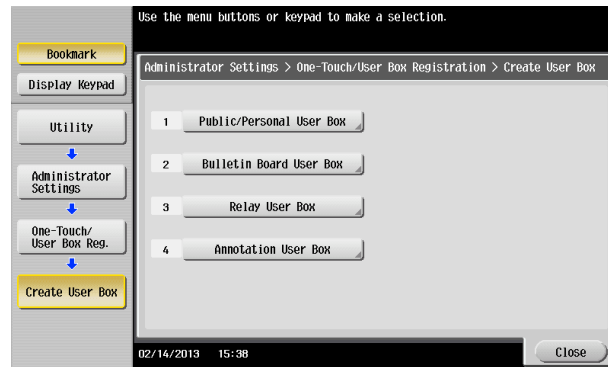 Use the menu buttons or keypad to make a selection.
Bookmark
Display Keypad
Utility
Administrator
Settings
One-Touch/
User Box Reg.
Create User Box
Administrator Settings > One-Touch/User Box Registration > Create User Box
1 Public/Personal User Box
2 Bulletin Board User Box
3 Relay User Box
4 Annotation User Box
02/14/2013 15:38
Close